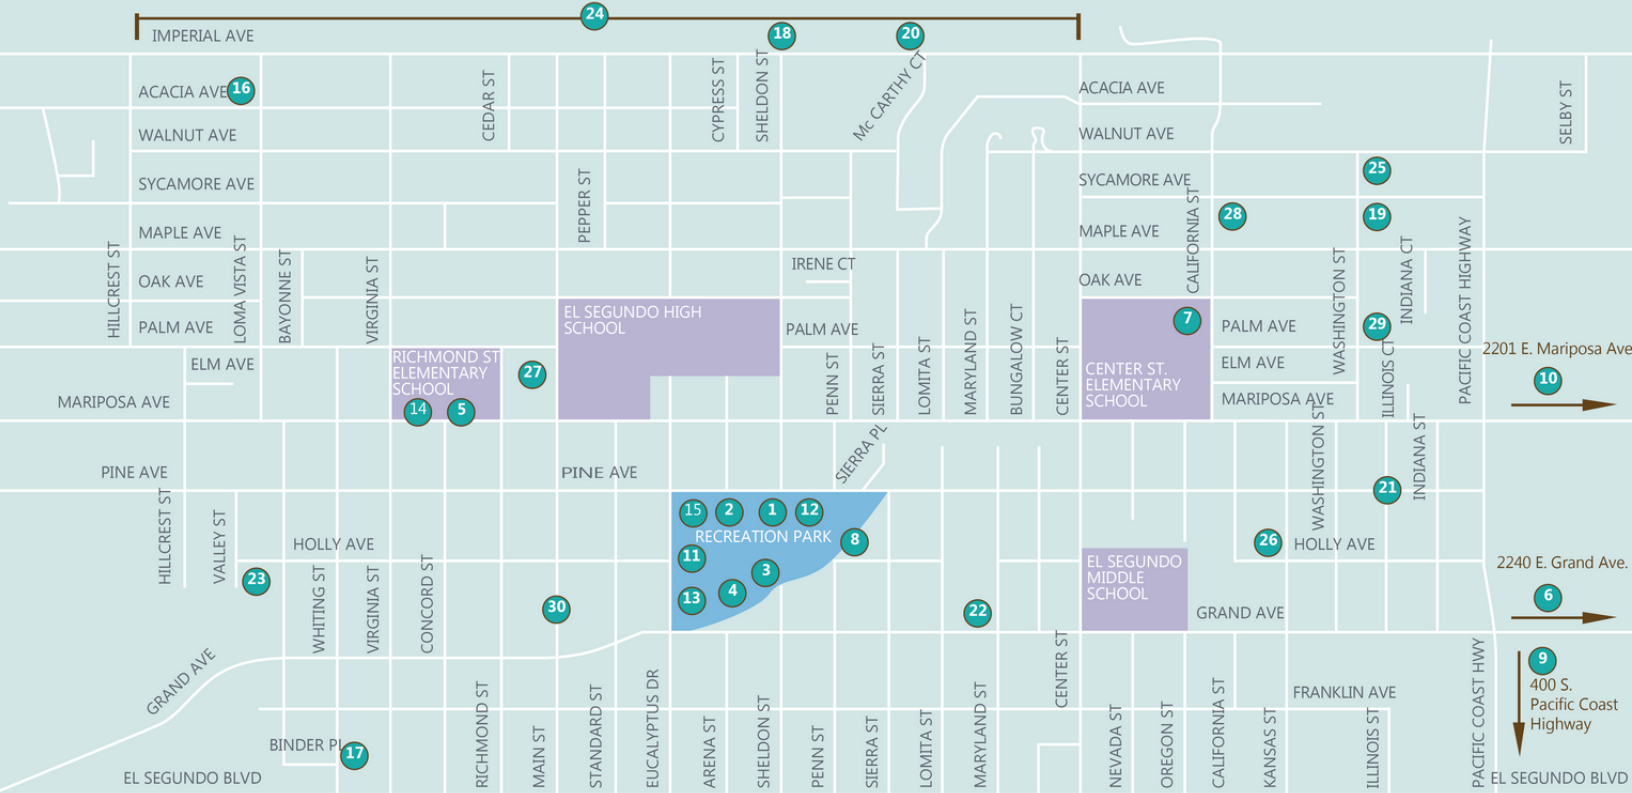 24
IMPERIAL AVE
18
20
ACACIA AVE
16
CEDAR ST
CYPRESS ST
SHELDON ST
Mc CARTHY CT
ACACIA AVE
SELBY ST
WALNUT AVE
WALNUT AVE
SYCAMORE AVE
PEPPER ST
SYCAMORE AVE
25
CALIFORNIA ST
28
19
MAPLE AVE
MAPLE AVE
HILLCREST ST
LOMA VISTA ST
BAYONNE ST
VIRGINIA ST
IRENE CT
OAK AVE
OAK AVE
WASHINGTON ST
INDIANA CT
PACIFIC COAST HIGHWAY
EL SEGUNDO HIGH
SCHOOL
PALM AVE
PALM AVE
7
PALM AVE
29
2201 E. Mariposa Ave
RICHMOND ST
ELEMENTARY
SCHOOL
ELM AVE
27
PENN ST
SIERRA ST
LOMITA ST
MARYLAND ST
BUNGALOW CT
CENTER ST
CENTER ST.
ELEMENTARY
SCHOOL
ELM AVE
ILLINOIS CT
10
MARIPOSA AVE
14
5
MARIPOSA AVE
PINE AVE
PINE AVE
SIERRA PL
WASHINGTON ST
INDIANA ST
21
HILLCREST ST
VALLEY ST
15
2
1
12
RECREATION PARK
8
HOLLY AVE
11
3
26
HOLLY AVE
23
WHITING ST
VIRGINIA ST
CONCORD ST
30
13
4
22
EL SEGUNDO
MIDDLE
SCHOOL
GRAND AVE
2240 E. Grand Ave.
6
GRAND AVE
CENTER ST
PACIFIC COAST HWY
9
400 S.
Pacific Coast
Highway
FRANKLIN AVE
BINDER PL
17
RICHMOND ST
MAIN ST
STANDARD ST
EUCALYPTUS DR
ARENA ST
SHELDON ST
PENN ST
SIERRA ST
LOMITA ST
MARYLAND ST
NEVADA ST
OREGON ST
CALIFORNIA ST
KANSAS ST
ILLINOIS ST
EL SEGUNDO BLVD
EL SEGUNDO BLVD